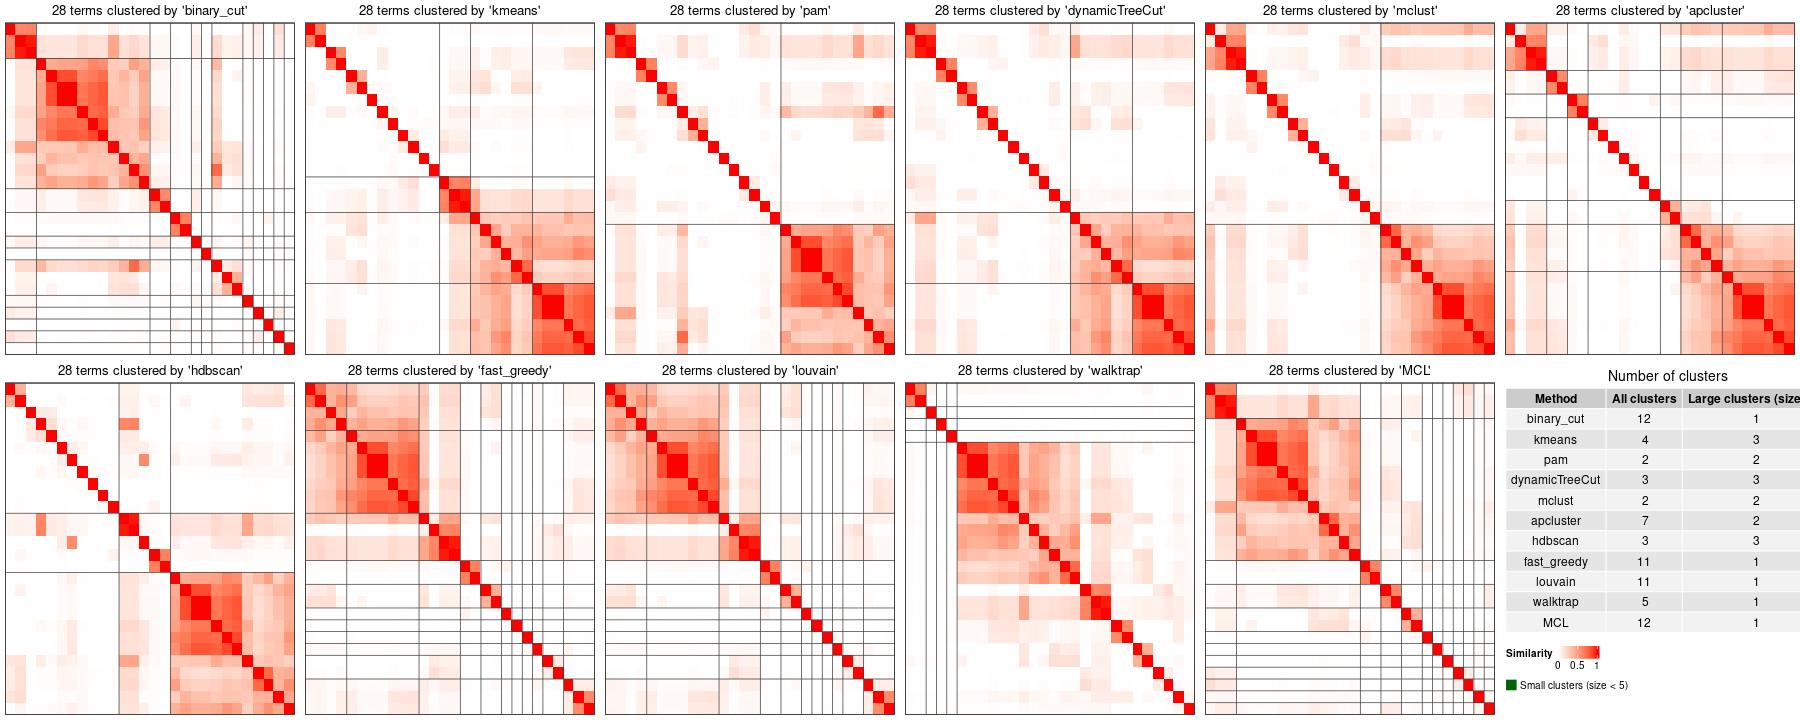 28 terms clustered by 'binary_cut'
28 terms clustered by 'kmeans'
28 terms clustered by 'pam'
28 terms clustered by 'dynamicTreeCut'
28 terms clustered by 'mclust'
28 terms clustered by 'apcluster'
28 terms clustered by 'hdbscan'
28 terms clustered by 'fast_greedy'
28 terms clustered by 'louvain'
28 terms clustered by 'walktrap'
28 terms clustered by 'MCL'
Number of clusters
Method All clusters Large clusters (size
binary_cut 12 1
kmeans 4 3
pam 2 2
dynamicTreeCut 3 3
mclust 2 2
apcluster 7 2
hdbscan 3 3
fast_greedy 11 1
louvain 11 1
walktrap 5 1
MCL 12 1
Similarity
0 0.5 1
Small clusters (size < 5)